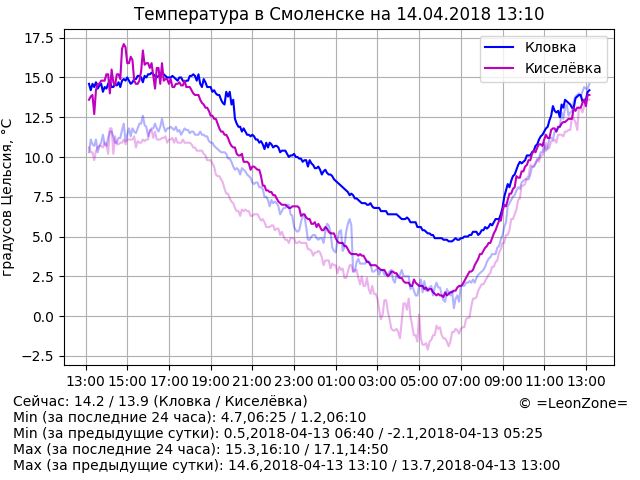 Температура в Смоленске на 14.04.2018 13:10
градусов Цельсия, °C
17.5
15.0
12.5
10.0
7.5
5.0
2.5
0.0
−2.5
Кловка
Киселёвка
13:00 15:00 17:00 19:00 21:00 23:00 01:00 03:00 05:00 07:00 09:00 11:00 13:00
Сейчас: 14.2 / 13.9 (Кловка / Киселёвка)
© =LeonZone=
Min (за последние 24 часа): 4.7,06:25 / 1.2,06:10
Min (за предыдущие сутки): 0.5,2018-04-13 06:40 / -2.1,2018-04-13 05:25
Max (за последние 24 часа): 15.3,16:10 / 17.1,14:50
Max (за предыдущие сутки): 14.6,2018-04-13 13:10 / 13.7,2018-04-13 13:00